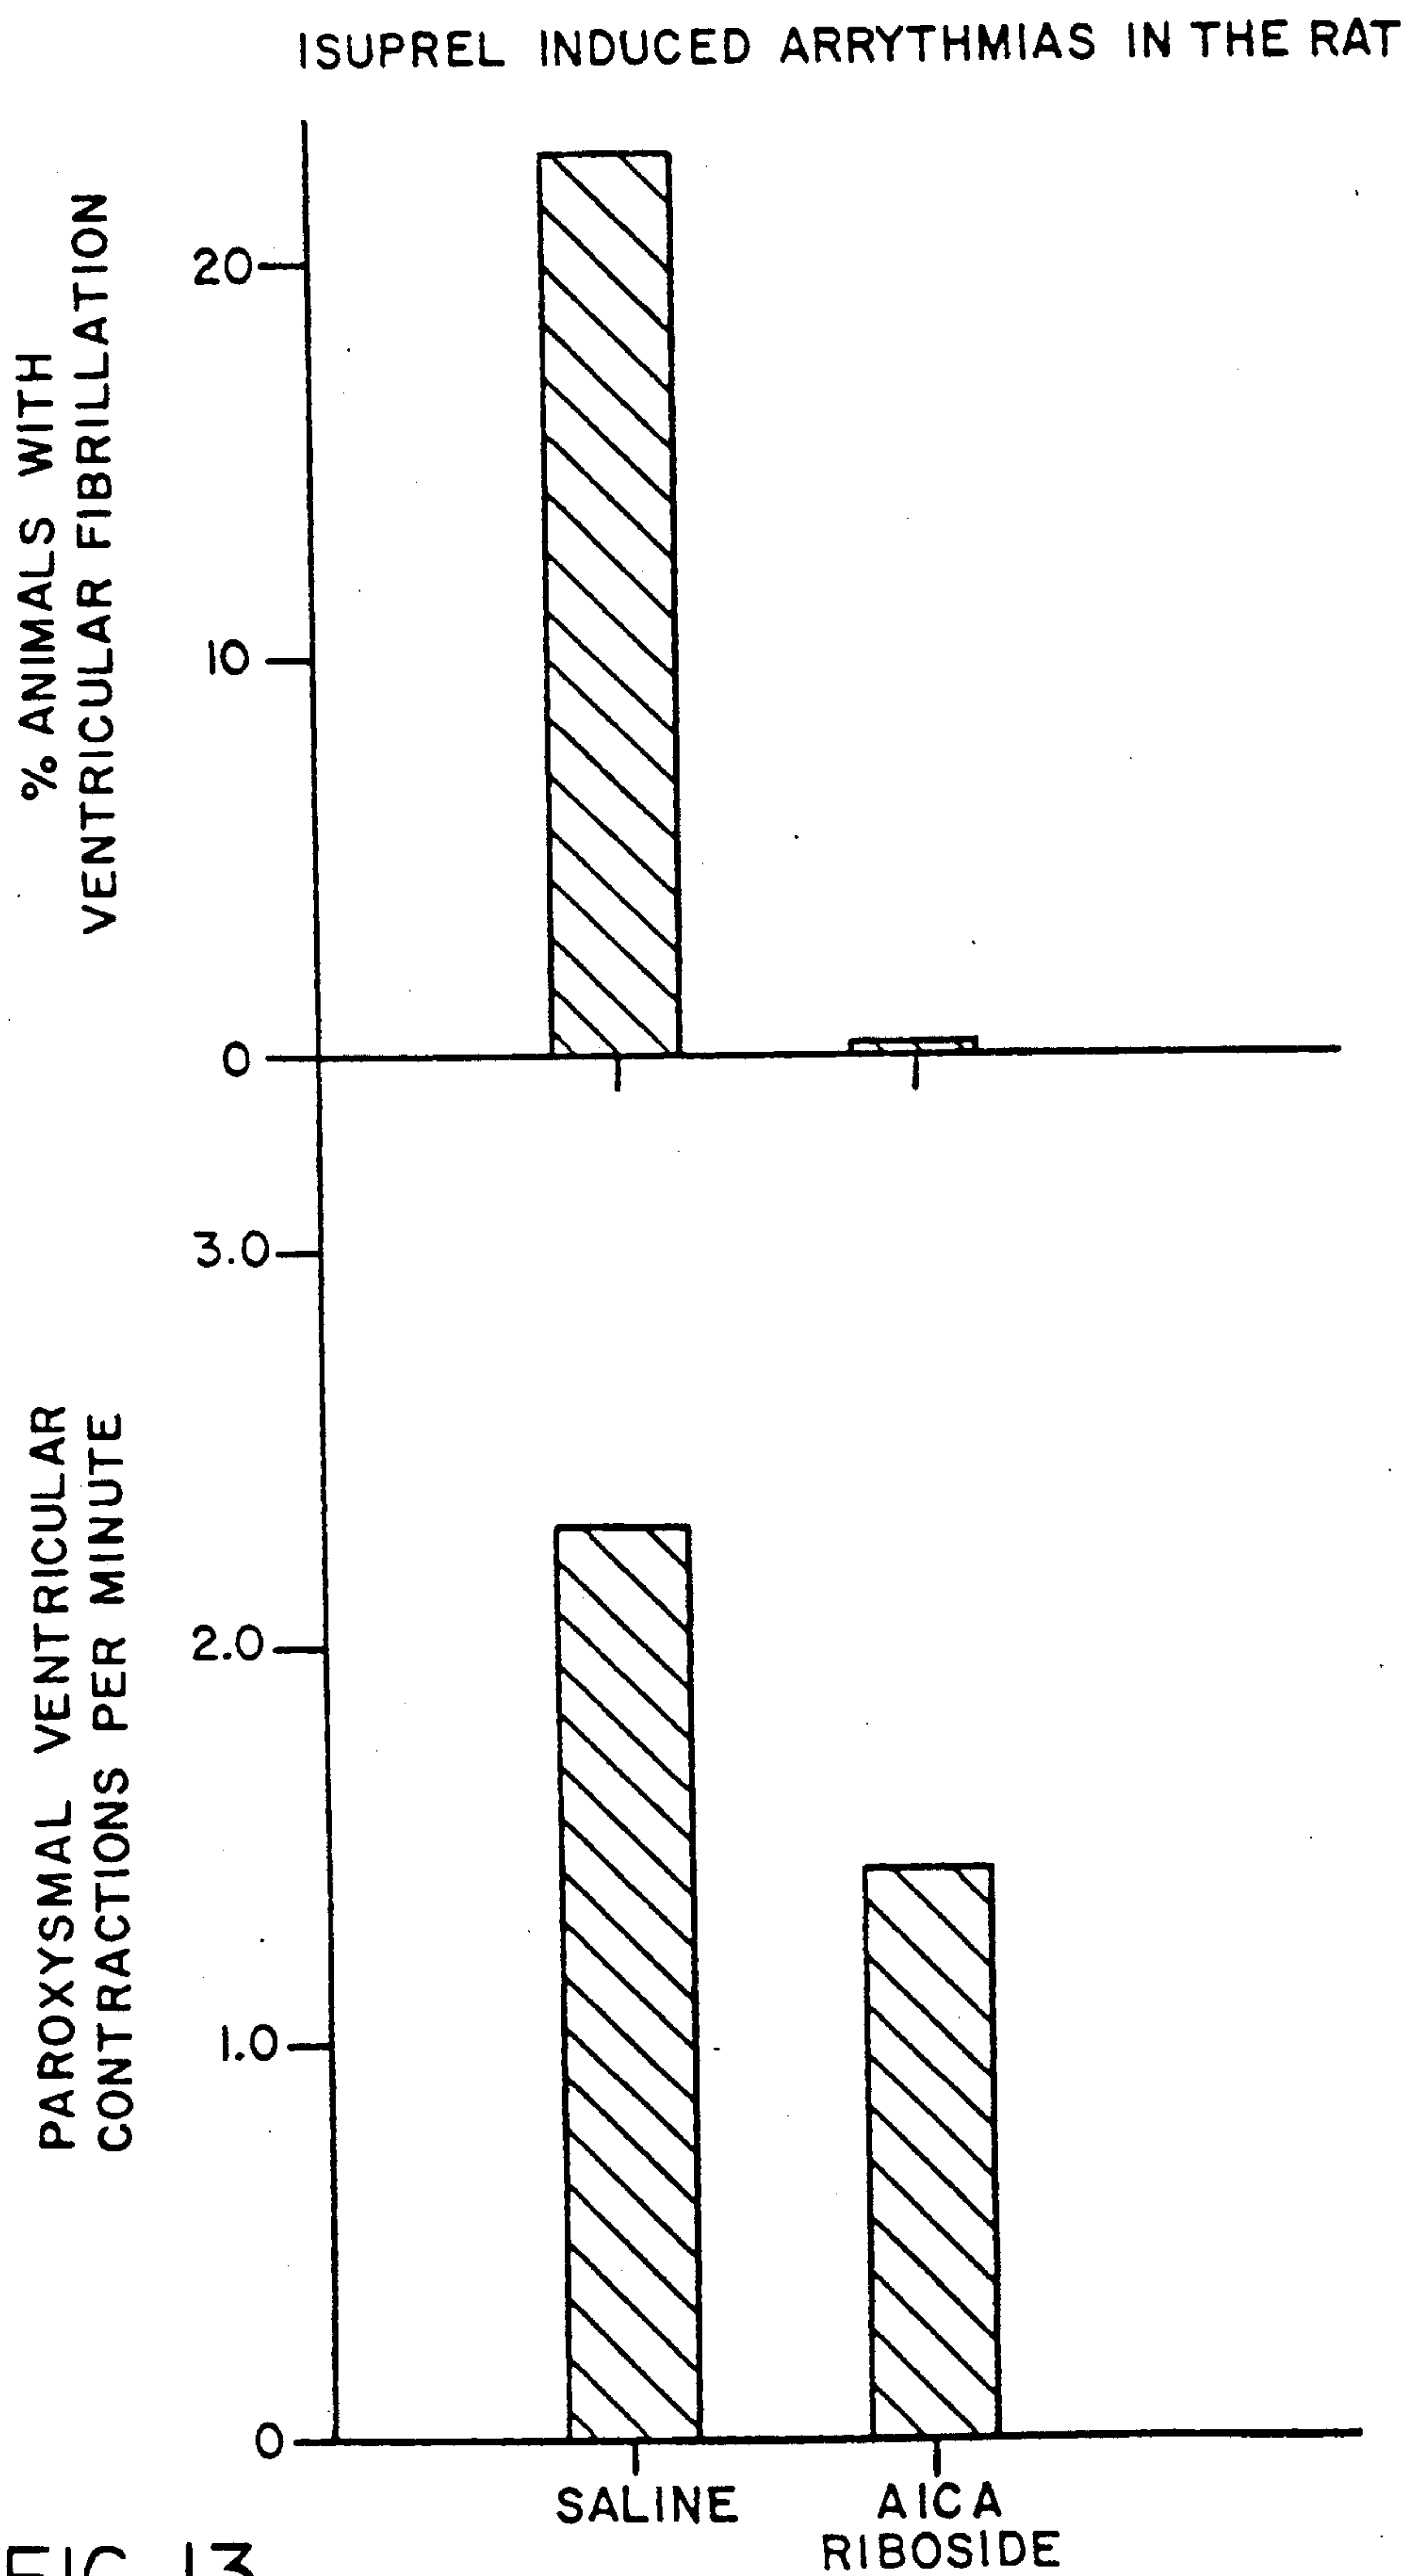 ISUPREL INDUCED ARRYTHMIAS IN THE RAT
% ANIMALS WITH
VENTRICULAR FIBRILLATION
20
10
0
PAROXYSMAL VENTRICULAR
CONTRACTIONS PER MINUTE
3.0
2.0
1.0
0
SALINE
AICA
RIBOSIDE
FIG. 13